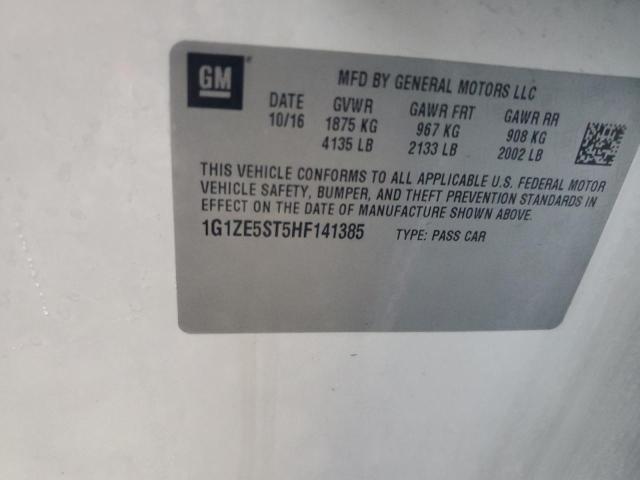 GM
MFD BY GENERAL MOTORS LLC
DATE GVWR GAWR FRT GAWR RR
10/16 1875 KG 967 KG 908 KG
4135 LB 2133 LB 2002 LB
THIS VEHICLE CONFORMS TO ALL APPLICABLE U.S. FEDERAL MOTOR
VEHICLE SAFETY, BUMPER, AND THEFT PREVENTION STANDARDS IN
EFFECT ON THE DATE OF MANUFACTURE SHOWN ABOVE.
1G1ZE5ST5HF141385 TYPE: PASS CAR